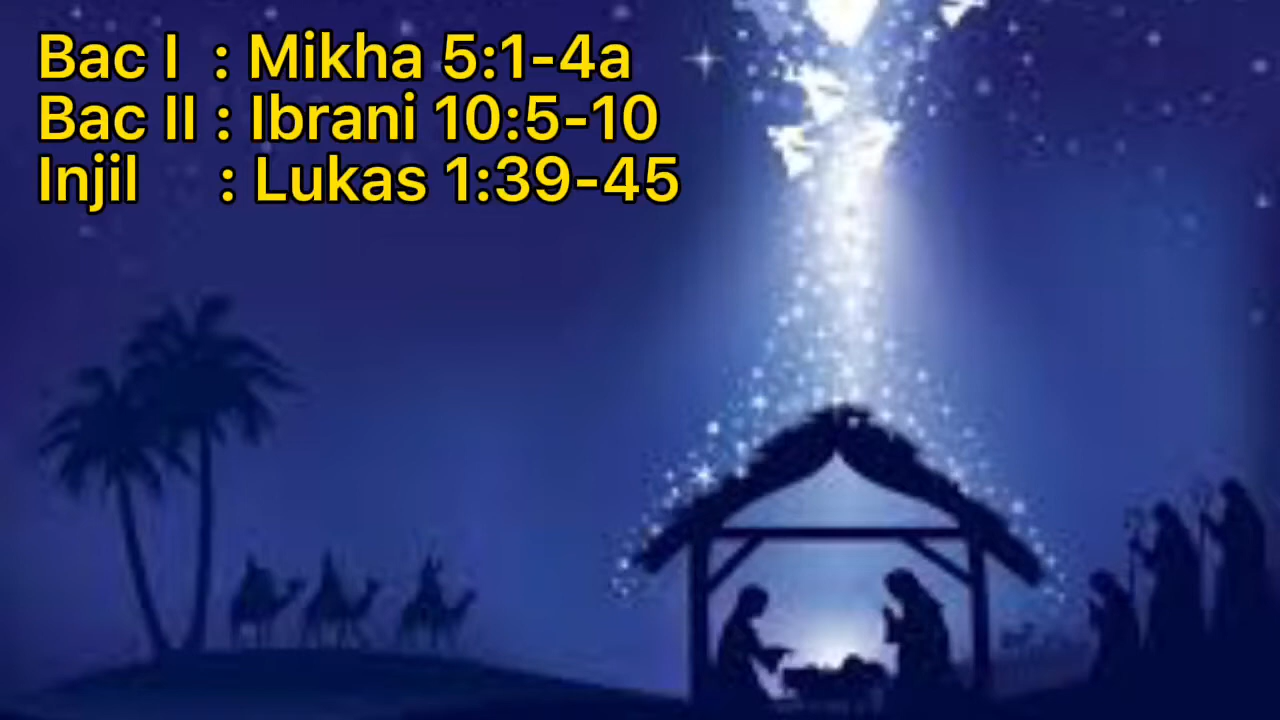 Bac I : Mikha 5:1-4a
Bac II : Ibrani 10:5-10
Injil : Lukas 1:39-45